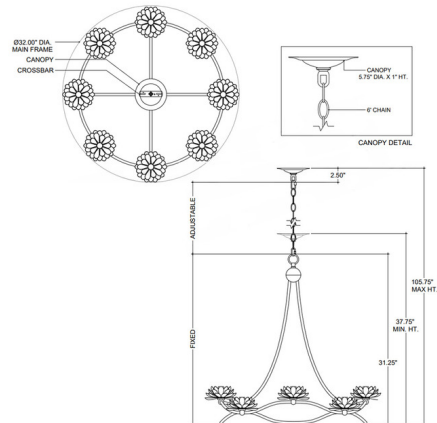 Ø32.00" DIA.
MAIN FRAME
CANOPY
CROSSBAR
CANOPY
5.75" DIA. X 1" HT.
6' CHAIN
CANOPY DETAIL
2.50"
ADJUSTABLE
105.75"
MAX HT.
37.75"
MIN. HT.
FIXED
31.25"